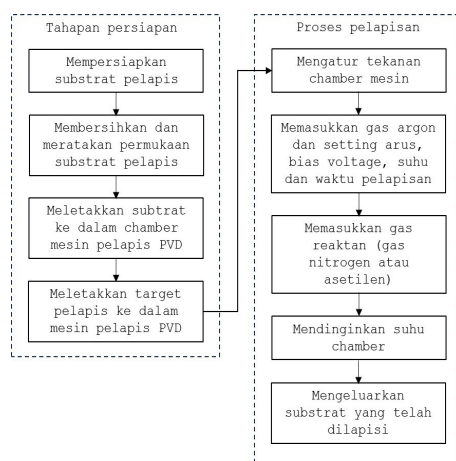 Tahapan persiapan
Mempersiapkan
substrat pelapis
Membersihkan dan
meratakan permukaan
substrat pelapis
Meletakkan subtrat
ke dalam chamber
mesin pelapis PVD
Meletakkan target
pelapis ke dalam
mesin pelapis PVD
Proses pelapisan
Mengatur tekanan
chamber mesin
Memasukkan gas argon
dan setting arus,
bias voltage, suhu
dan waktu pelapisan
Memasukkan gas
reaktan (gas
nitrogen atau
asetilen)
Mendinginkan suhu
chamber
Mengeluarkan
substrat yang telah
dilapisi